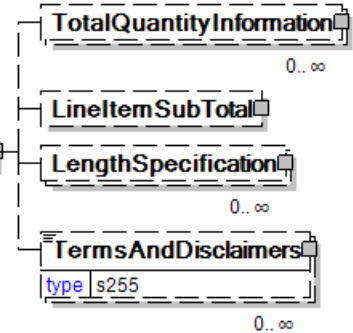 TotalQuantityInformation
0..∞
LineItemSubTotal
LengthSpecification
0..∞
TermsAndDisclaimers
type s255
0..∞